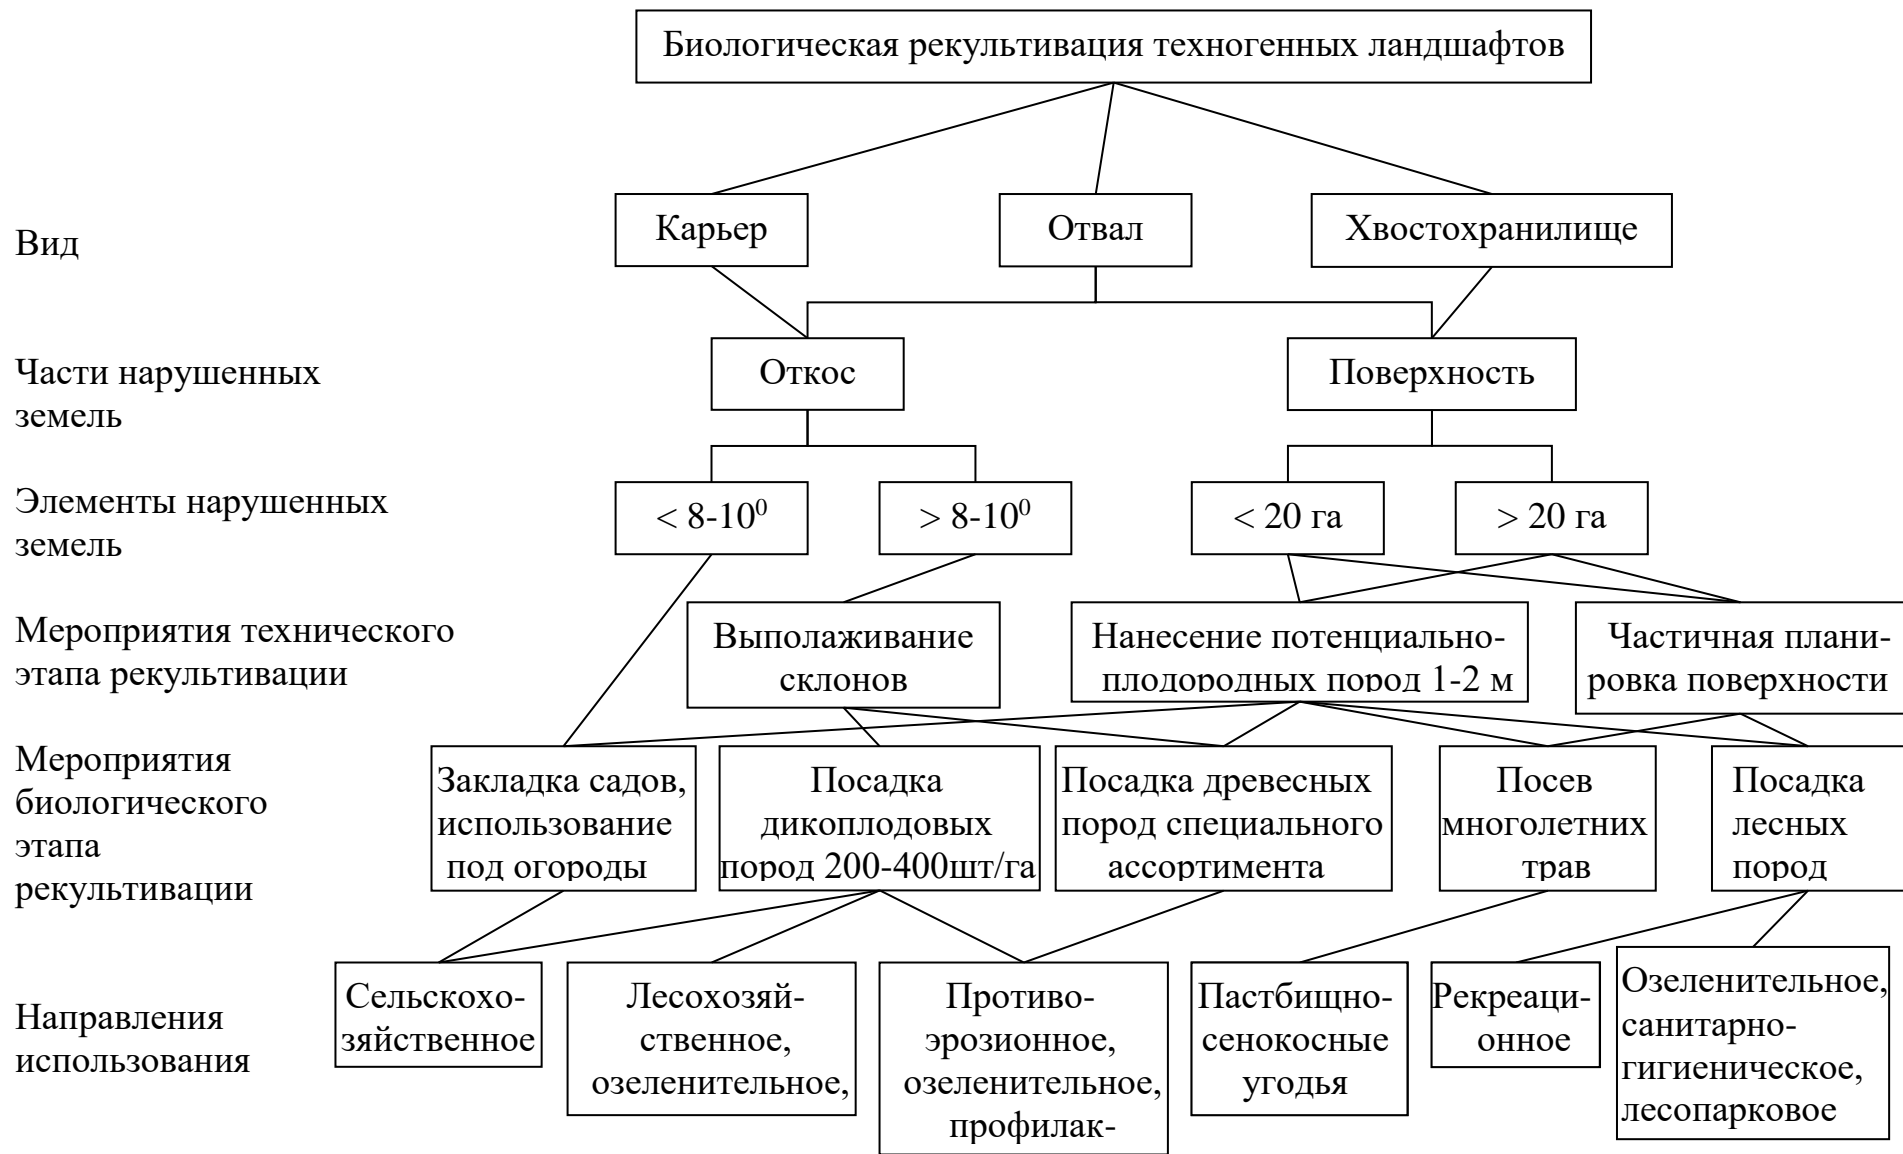 Биологическая рекультивация техногенных ландшафтов
Вид
Карьер
Отвал
Хвостохранилище
Части нарушенных
земель
Откос
Поверхность
Элементы нарушенных
земель
< 8-10⁰
> 8-10⁰
< 20 га
> 20 га
Мероприятия технического
этапа рекультивации
Выполаживание
склонов
Нанесение потенциально-
плодородных пород 1-2 м
Частичная плани-
ровка поверхности
Мероприятия
биологического
этапа
рекультивации
Закладка садов,
использование
под огороды
Посадка
дикоплодовых
пород 200-400шт/га
Посадка древесных
пород специального
ассортимента
Посев
многолетних
трав
Посадка
лесных
пород
Направления
использования
Сельскохо-
зяйственное
Лесохозяй-
ственное,
озеленительное,
Противо-
эрозионное,
озеленительное,
профилак-
Пастбищно-
сенокосные
угодья
Рекреаци-
онное
Озеленительное,
санитарно-
гигиеническое,
лесопарковое